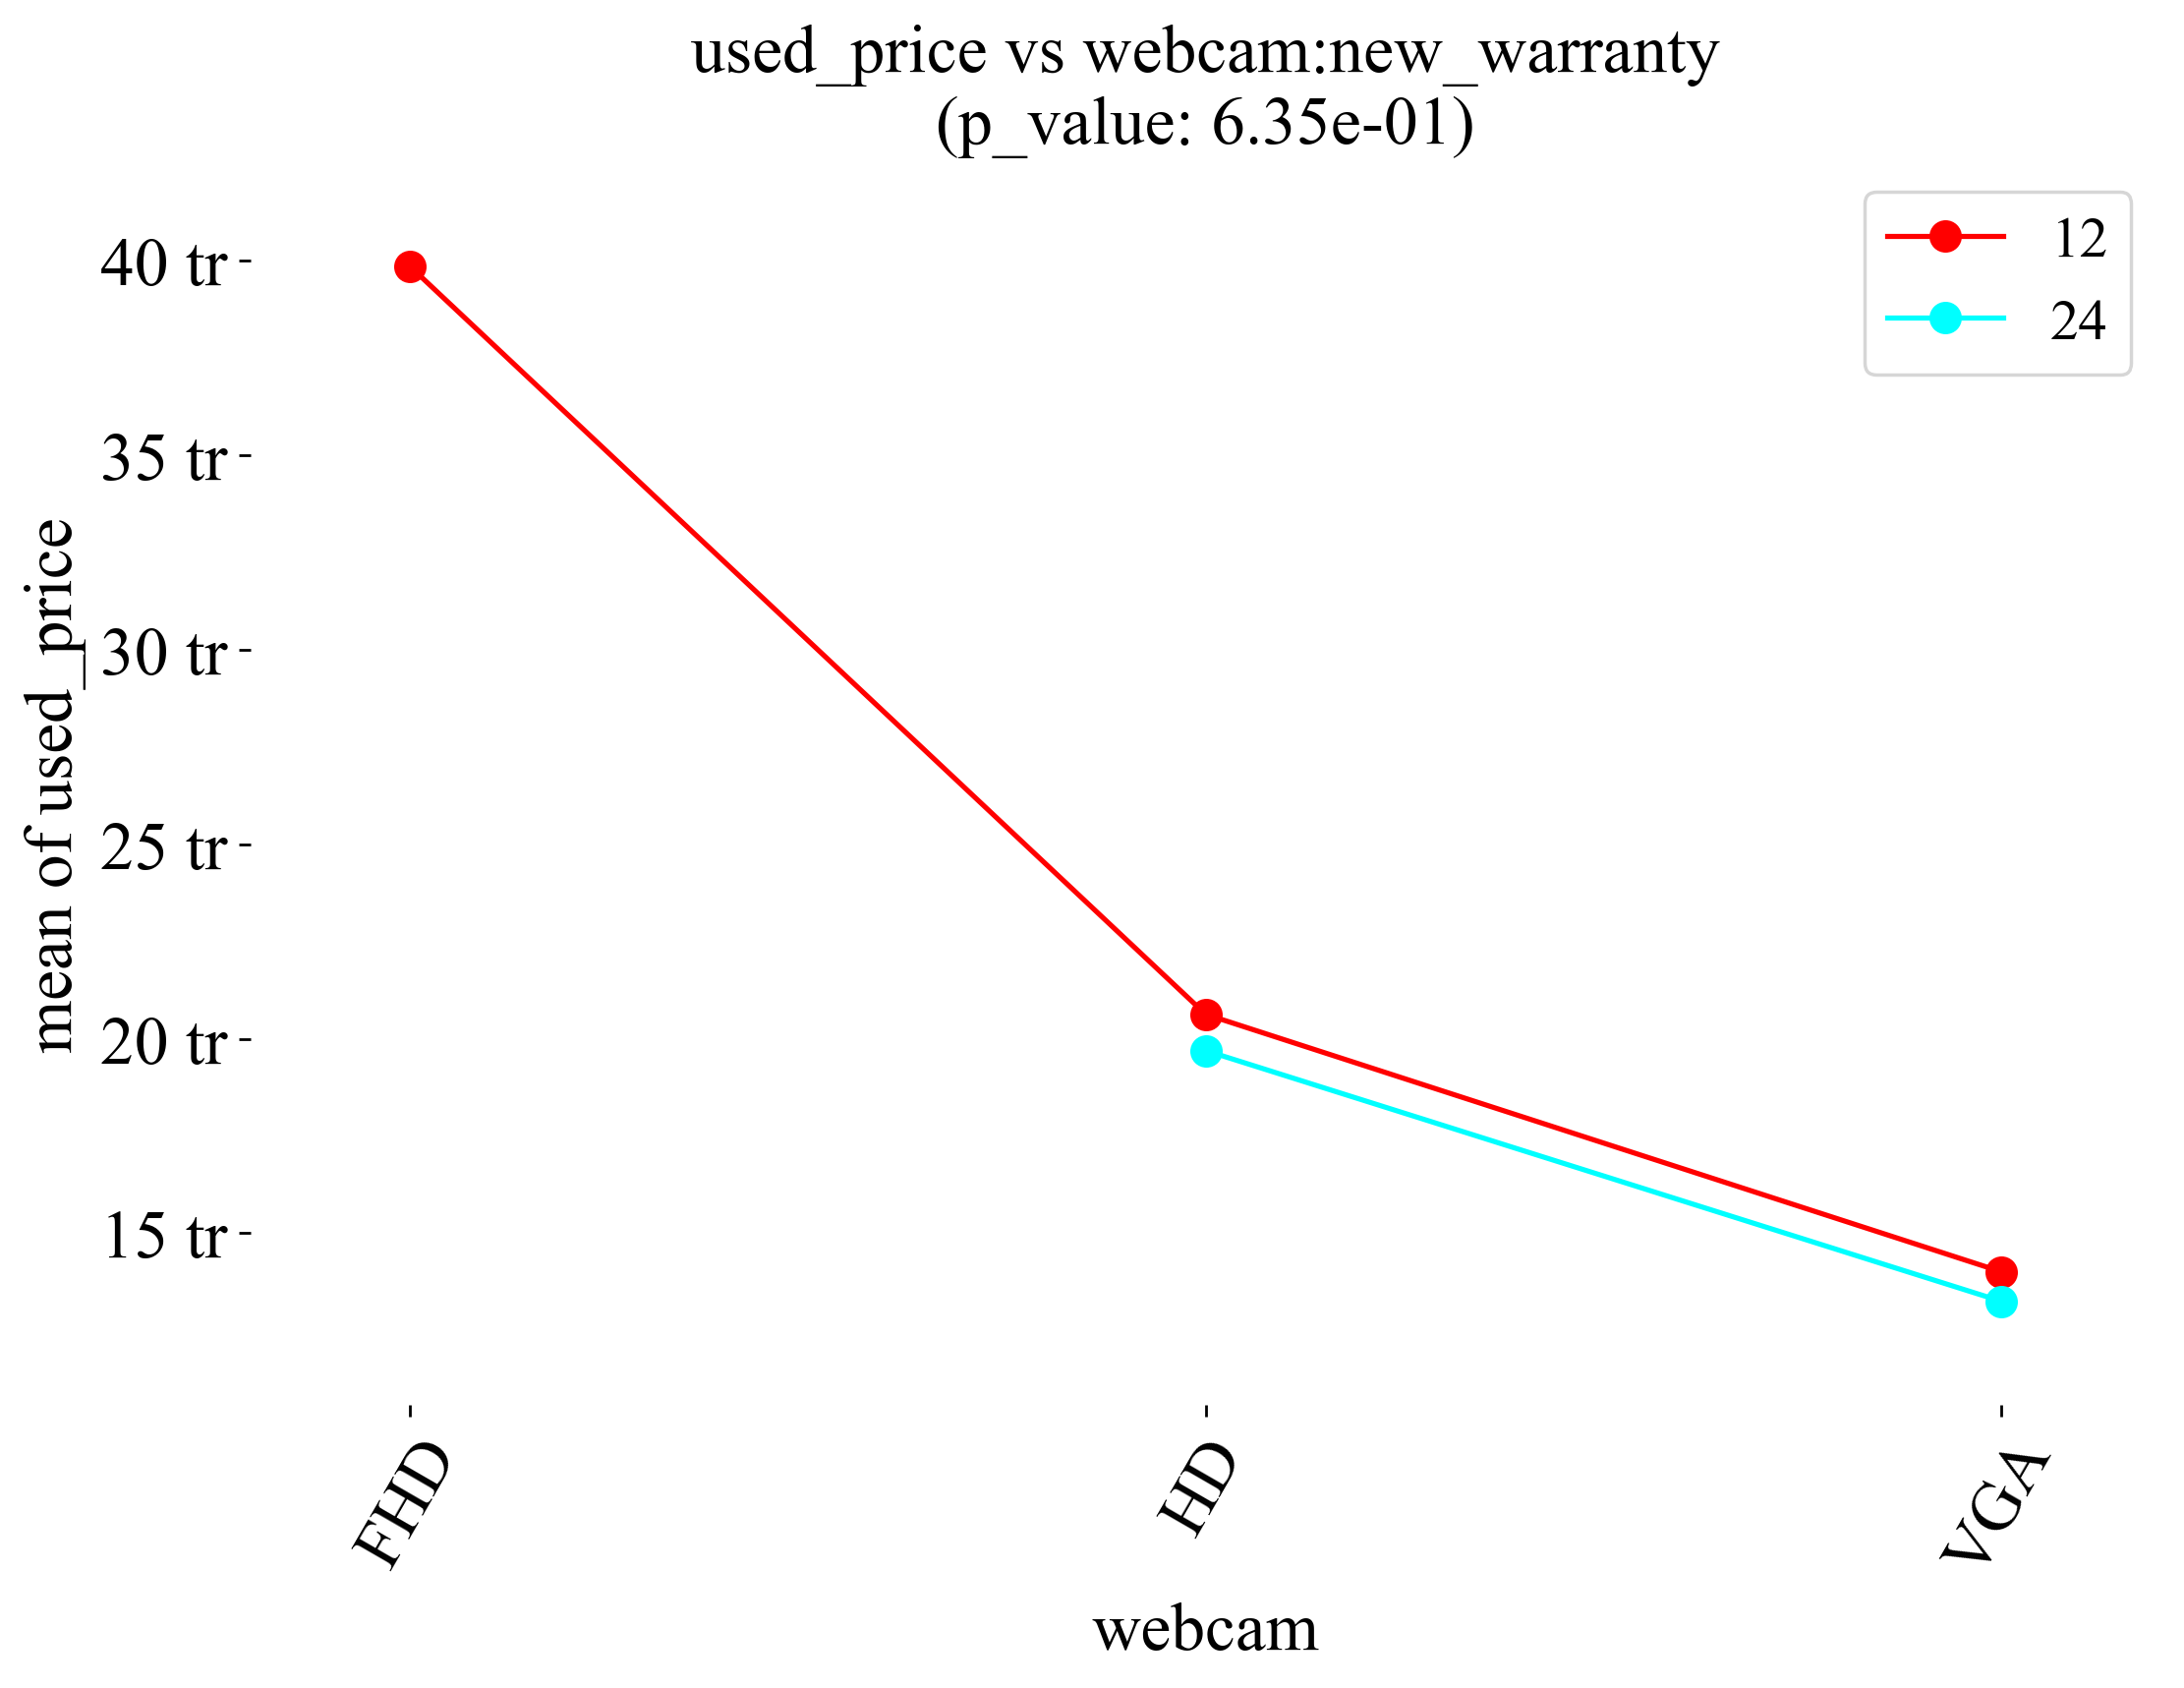 used_price vs webcam:new_warranty
(p_value: 6.35e-01)
12
24
mean of used_price
40 tr
35 tr
30 tr
25 tr
20 tr
15 tr
FHD
HD
VGA
webcam